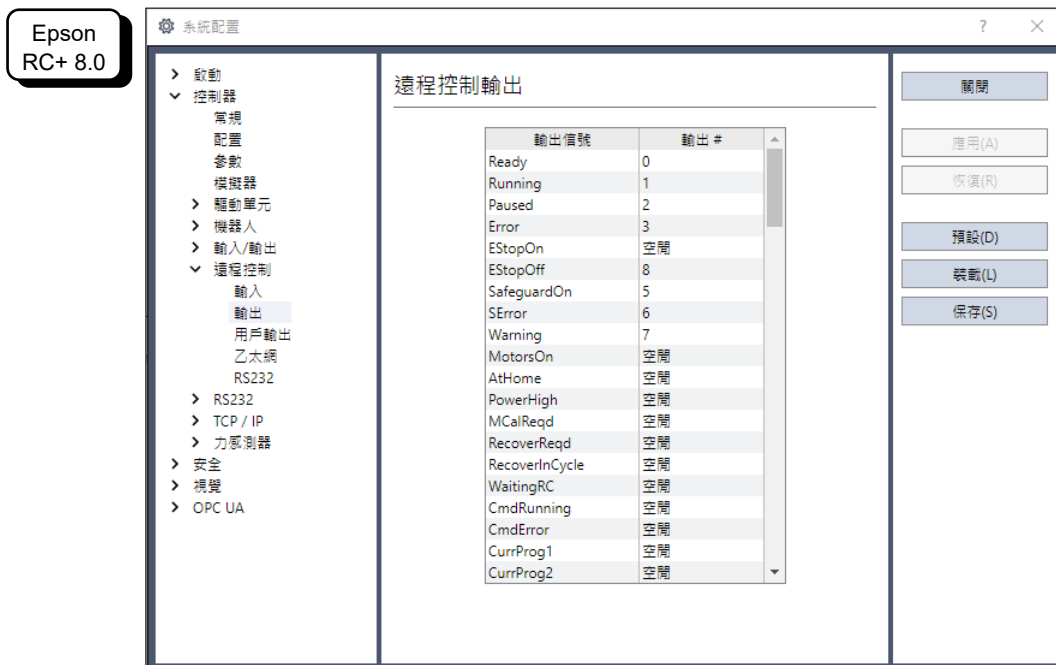 Epson
RC+ 8.0
系統配置
?
啟動
控制器
常規
配置
參數
模擬器
驅動單元
機器人
輸入/輸出
遠程控制
輸入
輸出
用戶輸出
乙太網
RS232
RS232
TCP / IP
力感測器
安全
視覺
OPC UA
遠程控制輸出
輸出信號 輸出 #
Ready 0
Running 1
Paused 2
Error 3
EStopOn 空閒
EStopOff 8
SafeguardOn 5
SError 6
Warning 7
MotorsOn 空閒
AtHome 空閒
PowerHigh 空閒
MCalReqd 空閒
RecoverReqd 空閒
RecoverInCycle 空閒
WaitingRC 空閒
CmdRunning 空閒
CmdError 空閒
CurrProg1 空閒
CurrProg2 空閒
關閉
應用(A)
恢復(R)
預設(D)
裝載(L)
保存(S)